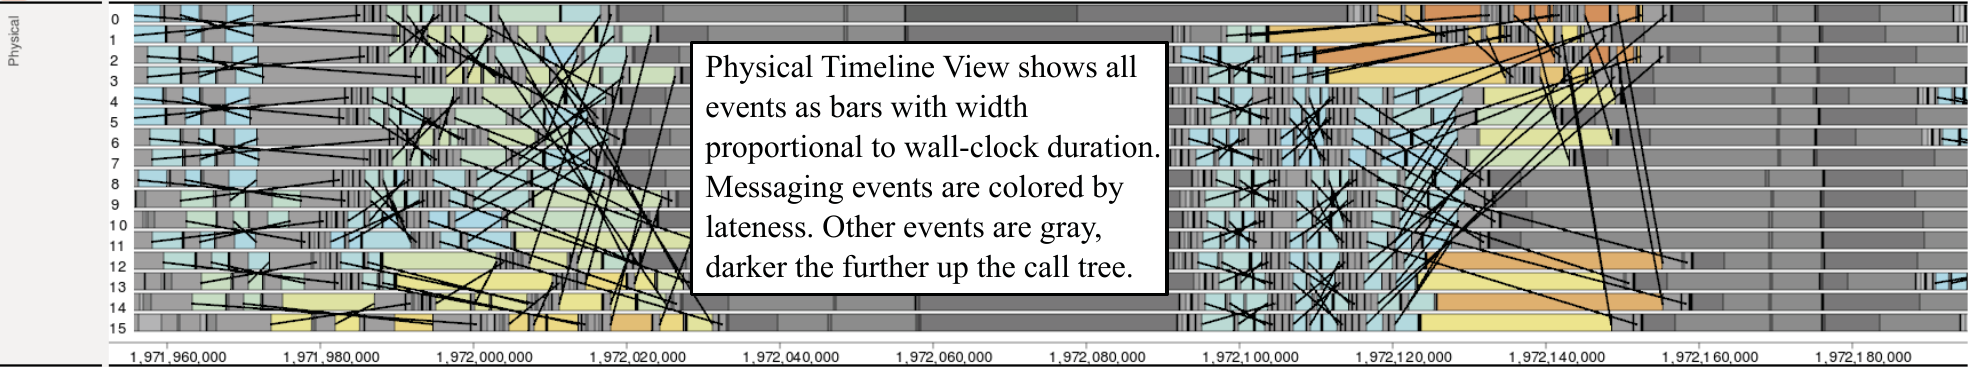 Physical
0
1
2
3
4
5
6
7
8
9
10
11
12
13
14
15
Physical Timeline View shows all
events as bars with width
proportional to wall-clock duration.
Messaging events are colored by
lateness. Other events are gray,
darker the further up the call tree.
1,971,960,000 1,971,980,000 1,972,000,000 1,972,020,000 1,972,040,000 1,972,060,000 1,972,080,000 1,972,100,000 1,972,120,000 1,972,140,000 1,972,160,000 1,972,180,000